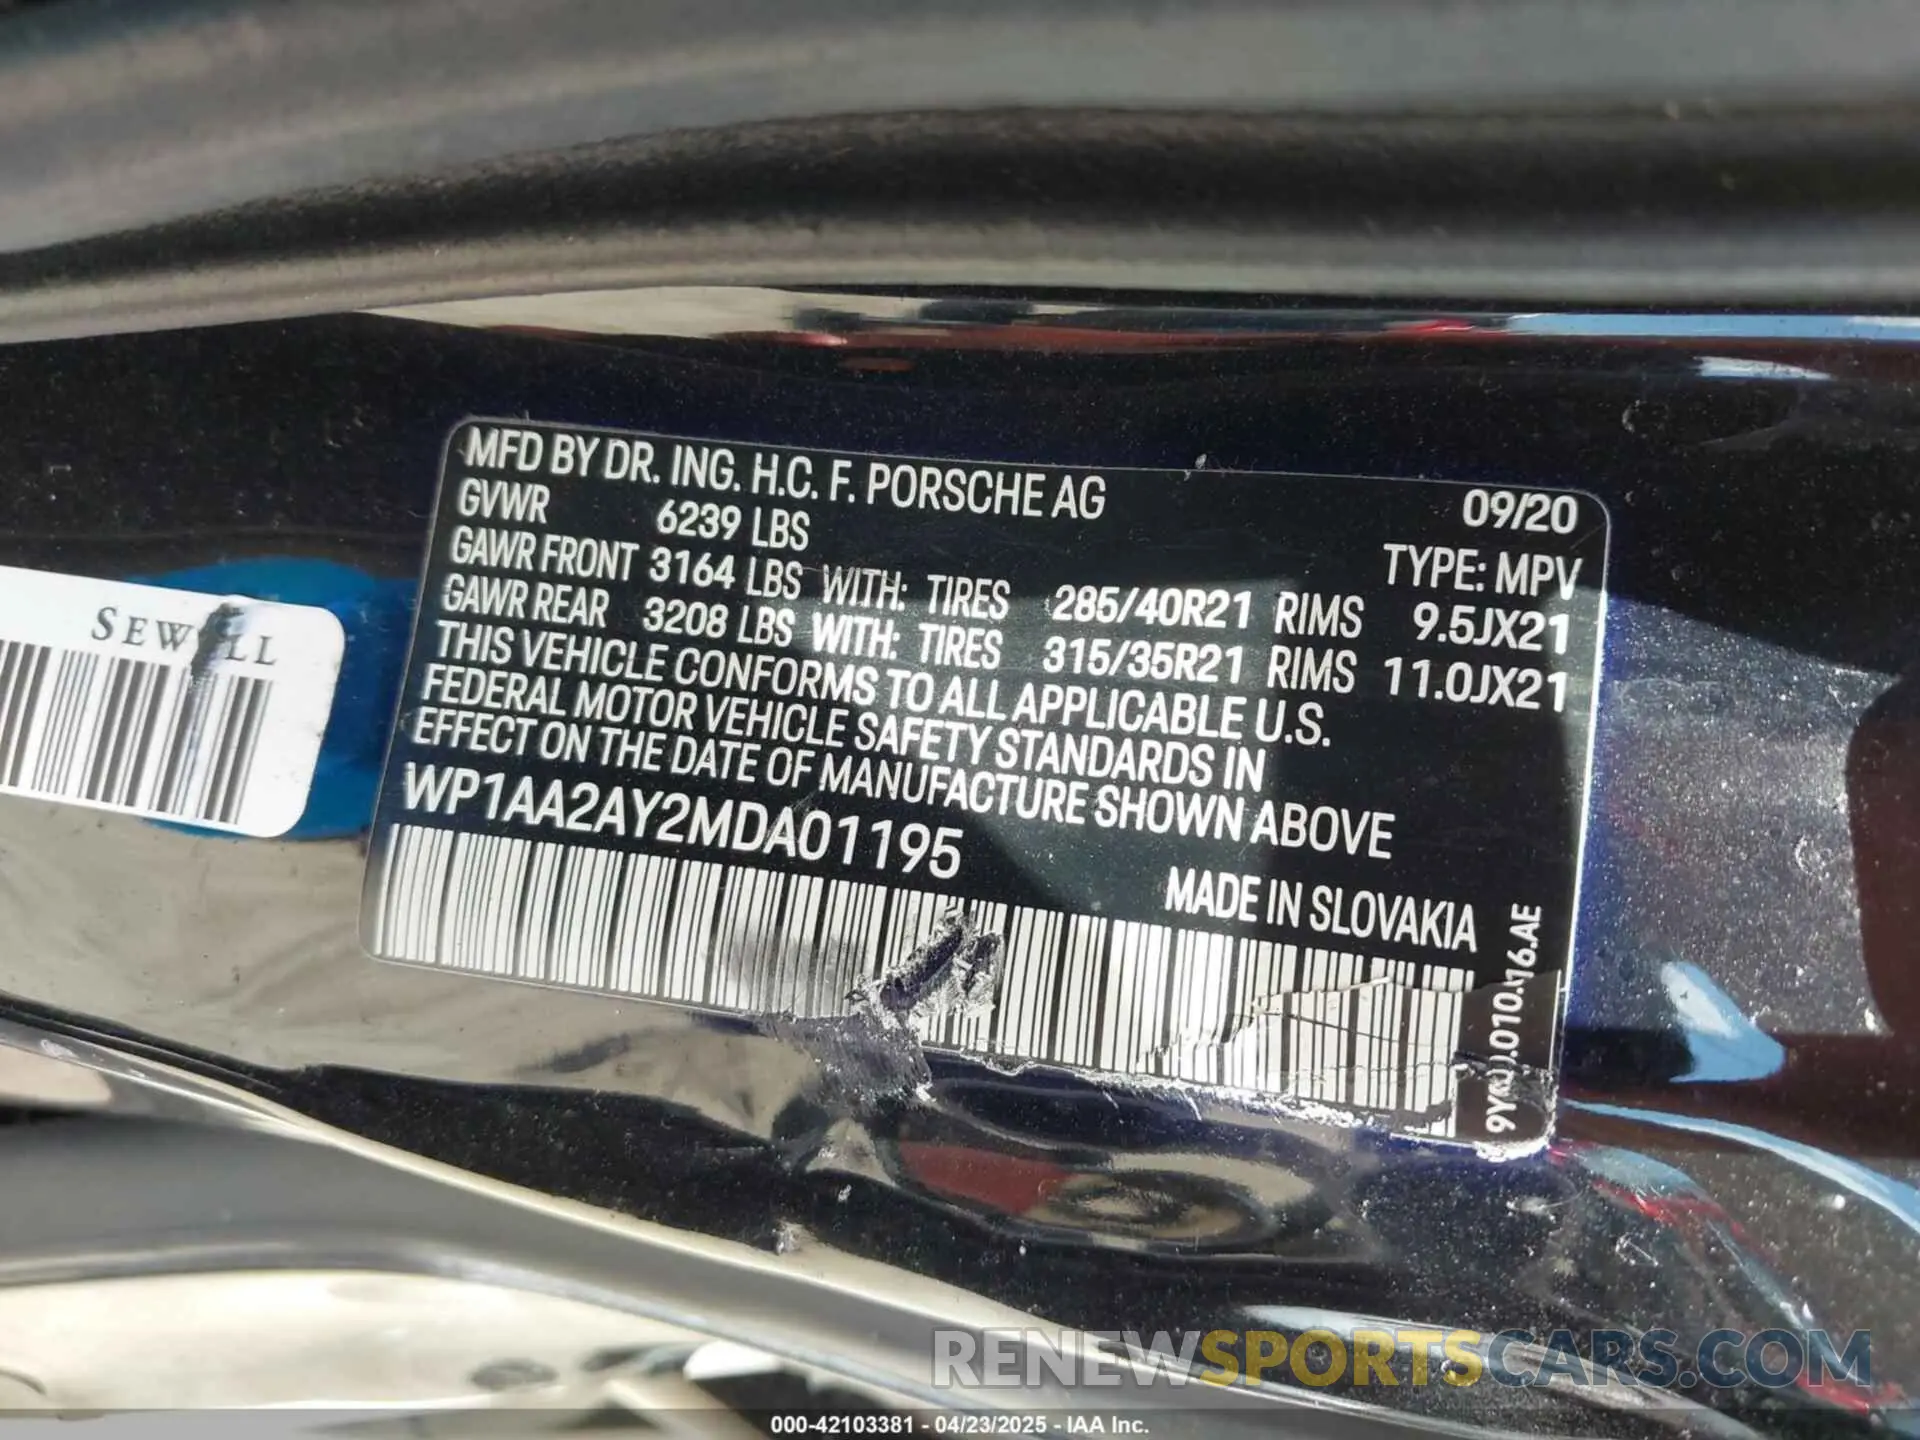 MFD BY DR. ING. H.C. F. PORSCHE AG 09/20
GVWR 6239 LBS TYPE: MPV
GAWR FRONT 3164 LBS WITH: TIRES 285/40R21 RIMS 9.5JX21
GAWR REAR 3208 LBS WITH: TIRES 315/35R21 RIMS 11.0JX21
THIS VEHICLE CONFORMS TO ALL APPLICABLE U.S.
FEDERAL MOTOR VEHICLE SAFETY STANDARDS IN
EFFECT ON THE DATE OF MANUFACTURE SHOWN ABOVE
WP1AA2AY2MDA01195
MADE IN SLOVAKIA
SEWELL
RENEWSPORTSCARS.COM
000-42103381 - 04/23/2025 - IAA Inc.